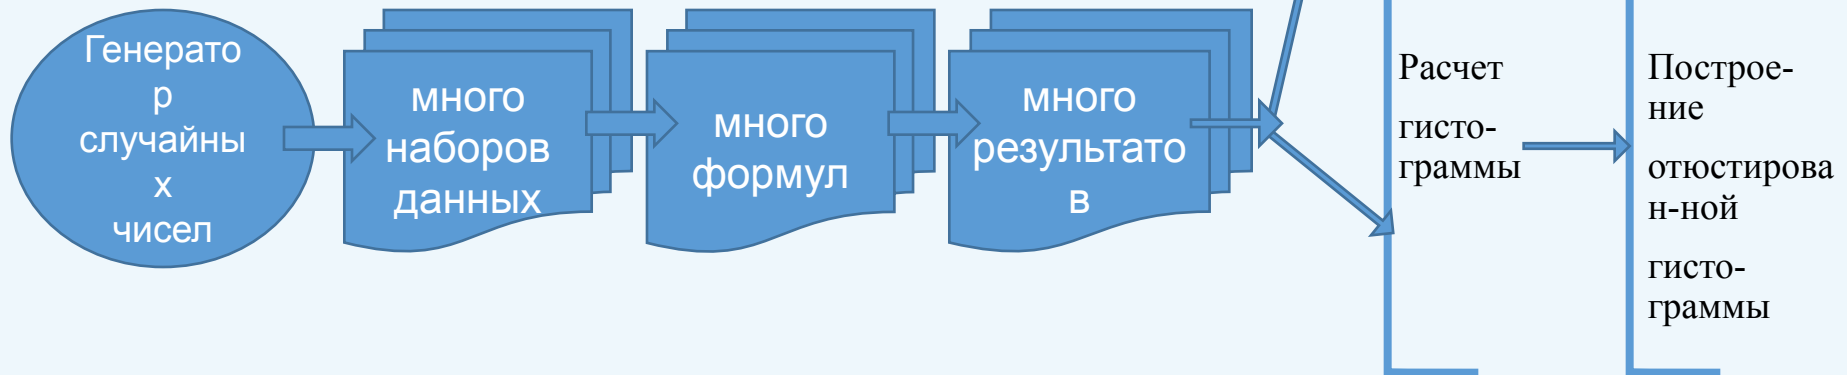 Генерато
р
случайны
х
чисел
много
наборов
данных
много
формул
много
результато
в
Расчет
гисто-
граммы
Построе-
ние
отюстирова
н-ной
гисто-
граммы